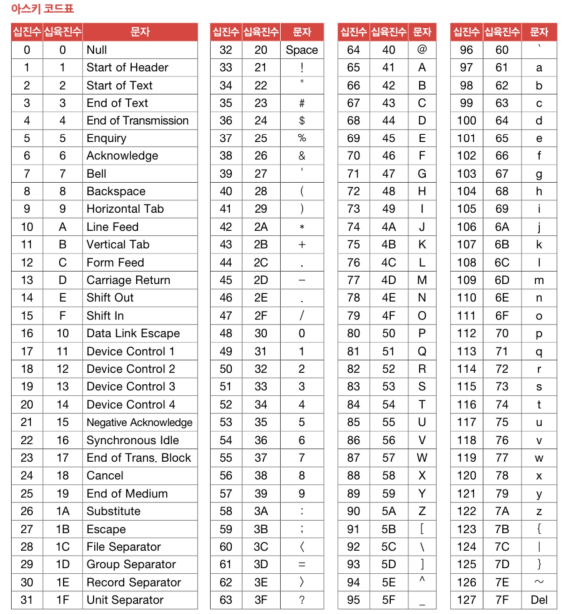 아스키 코드표
십진수 십육진수 문자 십진수 십육진수 문자 십진수 십육진수 문자 십진수 십육진수 문자
0 0 Null 32 20 Space 64 40 @ 96 60 `
1 1 Start of Header 33 21 ! 65 41 A 97 61 a
2 2 Start of Text 34 22 " 66 42 B 98 62 b
3 3 End of Text 35 23 # 67 43 C 99 63 c
4 4 End of Transmission 36 24 $ 68 44 D 100 64 d
5 5 Enquiry 37 25 % 69 45 E 101 65 e
6 6 Acknowledge 38 26 & 70 46 F 102 66 f
7 7 Bell 39 27 ' 71 47 G 103 67 g
8 8 Backspace 40 28 ( 72 48 H 104 68 h
9 9 Horizontal Tab 41 29 ) 73 49 I 105 69 i
10 A Line Feed 42 2A * 74 4A J 106 6A j
11 B Vertical Tab 43 2B + 75 4B K 107 6B k
12 C Form Feed 44 2C , 76 4C L 108 6C l
13 D Carriage Return 45 2D − 77 4D M 109 6D m
14 E Shift Out 46 2E . 78 4E N 110 6E n
15 F Shift In 47 2F / 79 4F O 111 6F o
16 10 Data Link Escape 48 30 0 80 50 P 112 70 p
17 11 Device Control 1 49 31 1 81 51 Q 113 71 q
18 12 Device Control 2 50 32 2 82 52 R 114 72 r
19 13 Device Control 3 51 33 3 83 53 S 115 73 s
20 14 Device Control 4 52 34 4 84 54 T 116 74 t
21 15 Negative Acknowledge 53 35 5 85 55 U 117 75 u
22 16 Synchronous Idle 54 36 6 86 56 V 118 76 v
23 17 End of Trans. Block 55 37 7 87 57 W 119 77 w
24 18 Cancel 56 38 8 88 58 X 120 78 x
25 19 End of Medium 57 39 9 89 59 Y 121 79 y
26 1A Substitute 58 3A : 90 5A Z 122 7A z
27 1B Escape 59 3B ; 91 5B [ 123 7B {
28 1C File Separator 60 3C 〈 92 5C \ 124 7C |
29 1D Group Separator 61 3D = 93 5D ] 125 7D }
30 1E Record Separator 62 3E 〉 94 5E ^ 126 7E ~
31 1F Unit Separator 63 3F ? 95 5F _ 127 7F Del